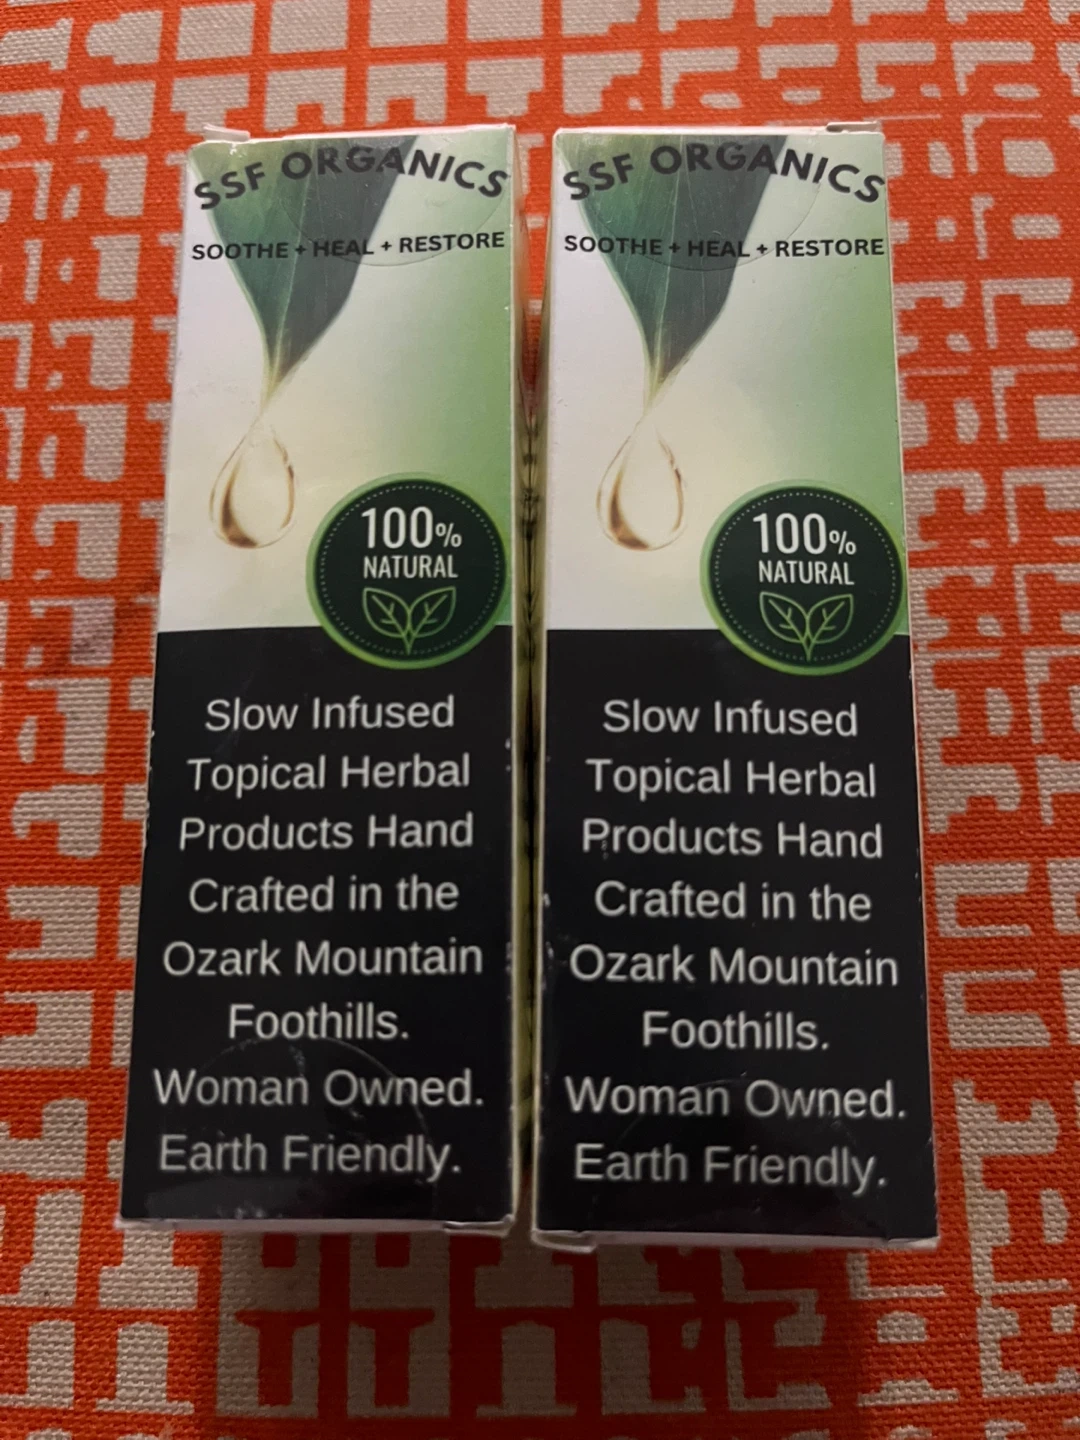 SSF ORGANICS
SOOTHE + HEAL + RESTORE
100%
NATURAL
Slow Infused
Topical Herbal
Products Hand
Crafted in the
Ozark Mountain
Foothills.
Woman Owned.
Earth Friendly.
SSF ORGANICS
SOOTHE + HEAL + RESTORE
100%
NATURAL
Slow Infused
Topical Herbal
Products Hand
Crafted in the
Ozark Mountain
Foothills.
Woman Owned.
Earth Friendly.